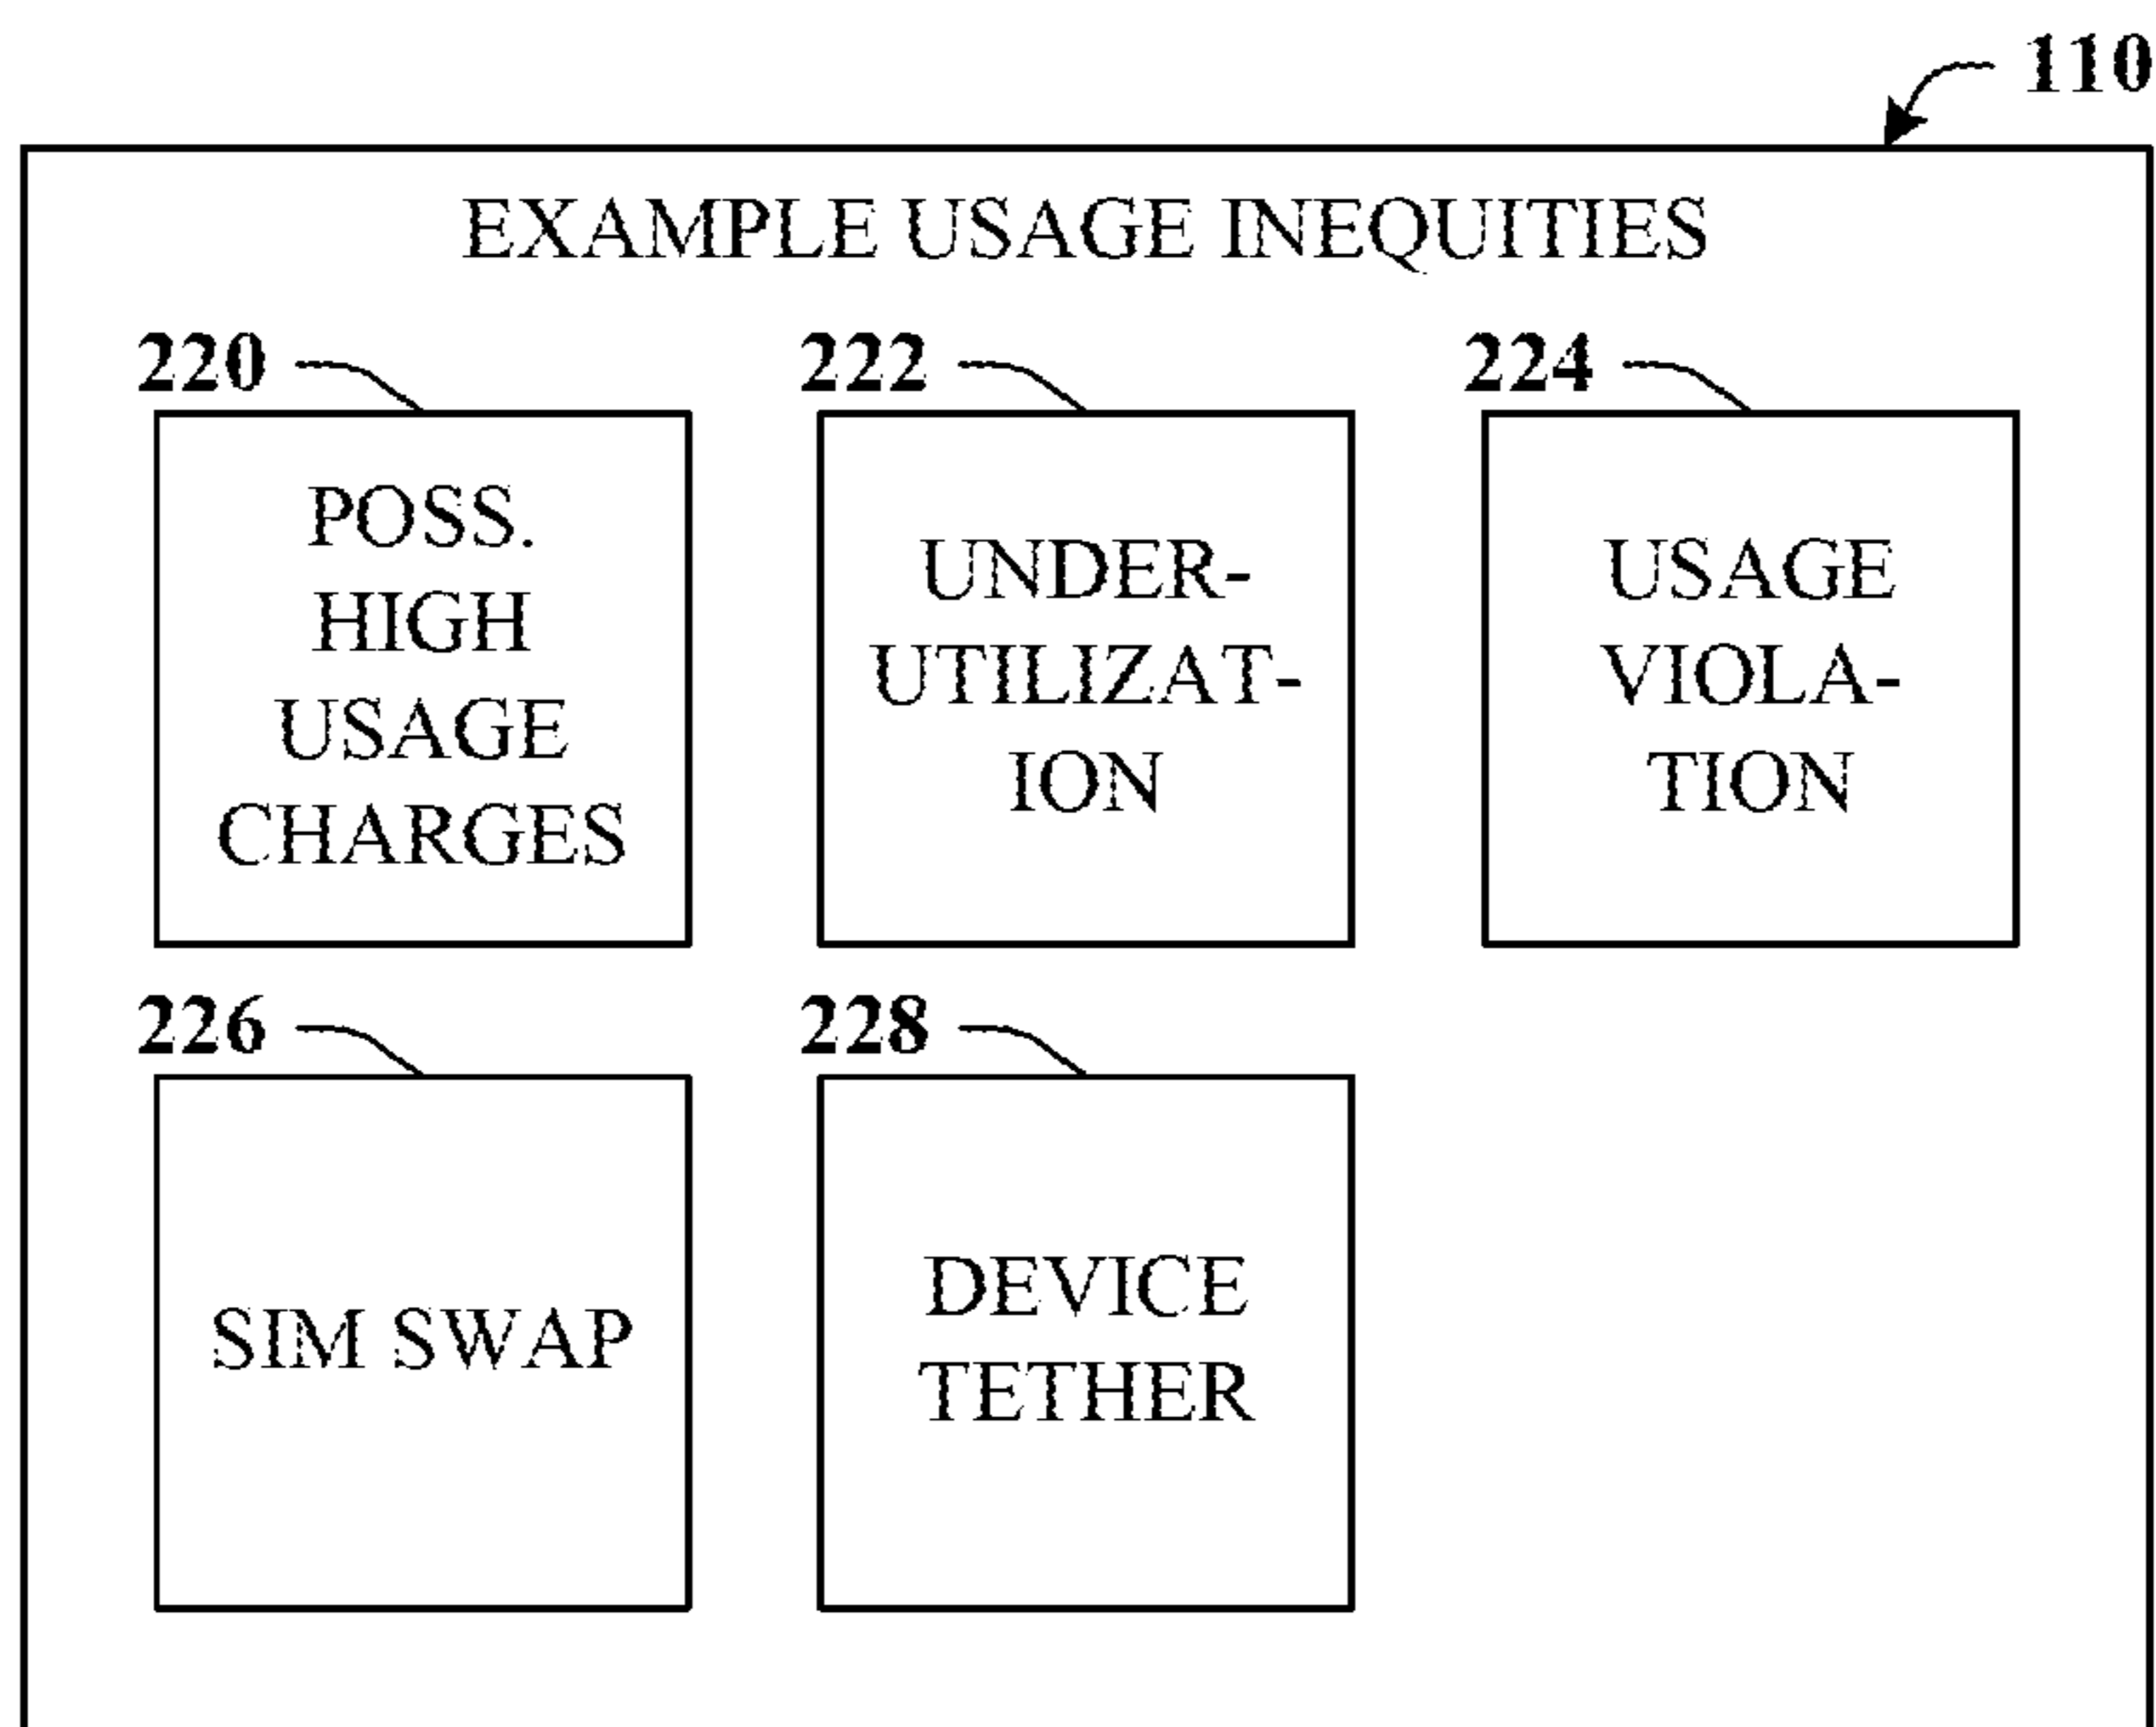 110
EXAMPLE USAGE INEQUITIES
220
POSS.
HIGH
USAGE
CHARGES
222
UNDER-
UTILIZAT-
ION
224
USAGE
VIOLA-
TION
226
SIM SWAP
228
DEVICE
TETHER